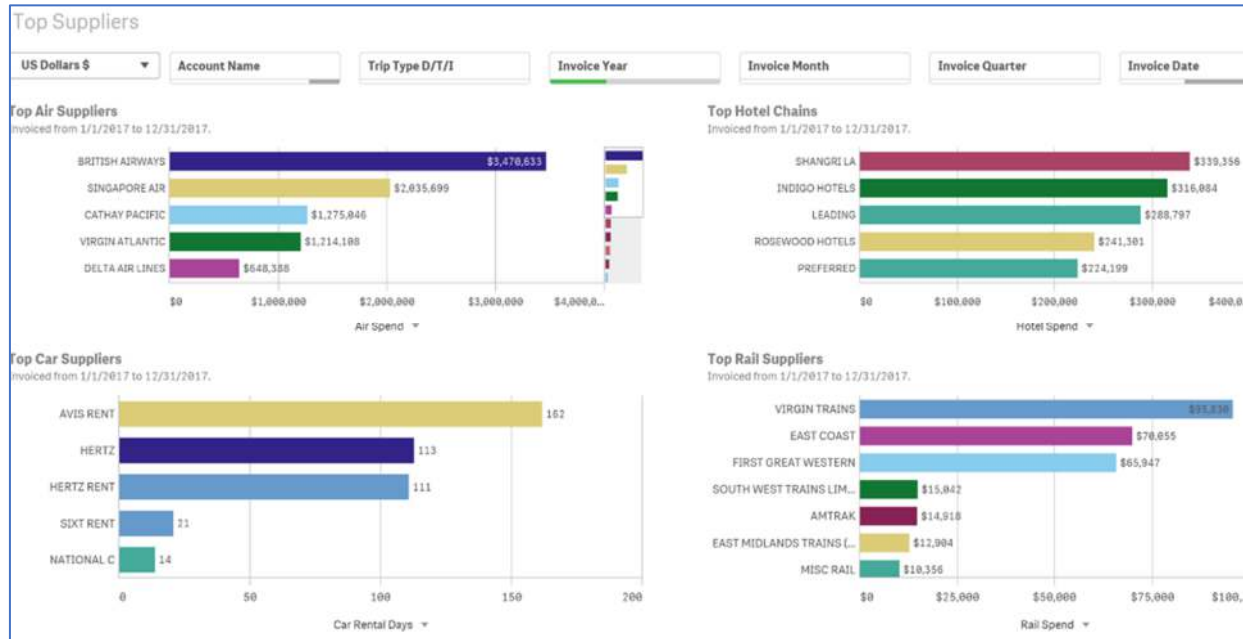 Top Suppliers
US Dollars $
Account Name
Trip Type D/T/I
Invoice Year
Invoice Month
Invoice Quarter
Invoice Date
Top Air Suppliers
Invoiced from 1/1/2017 to 12/31/2017.
BRITISH AIRWAYS $3,470,633
SINGAPORE AIR $2,035,699
CATHAY PACIFIC $1,275,046
VIRGIN ATLANTIC $1,214,108
DELTA AIR LINES $648,388
$0 $1,000,000 $2,000,000 $3,000,000 $4,000,0...
Air Spend
Top Hotel Chains
Invoiced from 1/1/2017 to 12/31/2017.
SHANGRI LA $339,356
INDIGO HOTELS $316,084
LEADING $288,797
ROSEWOOD HOTELS $241,301
PREFERRED $224,199
$0 $100,000 $200,000 $300,000 $400,0
Hotel Spend
Top Car Suppliers
Invoiced from 1/1/2017 to 12/31/2017.
AVIS RENT 162
HERTZ 113
HERTZ RENT 111
SIXT RENT 21
NATIONAL C 14
0 50 100 150 200
Car Rental Days
Top Rail Suppliers
Invoiced from 1/1/2017 to 12/31/2017.
VIRGIN TRAINS
EAST COAST $70,055
FIRST GREAT WESTERN $65,947
SOUTH WEST TRAINS LIM... $15,042
AMTRAK $14,918
EAST MIDLANDS TRAINS (... $12,904
MISC RAIL $10,356
$0 $25,000 $50,000 $75,000 $100,
Rail Spend